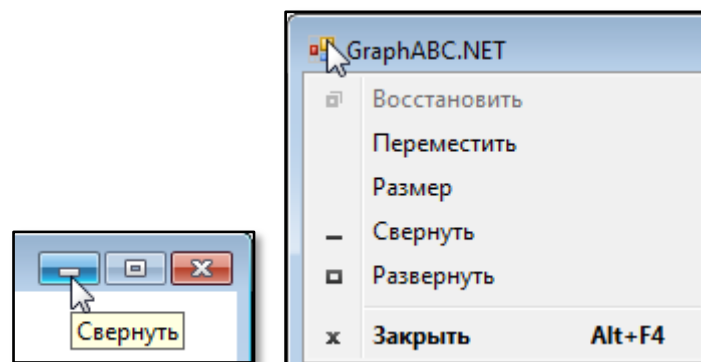 GraphABC.NET
Восстановить
Переместить
Размер
Свернуть
Развернуть
Закрыть Alt+F4
Свернуть